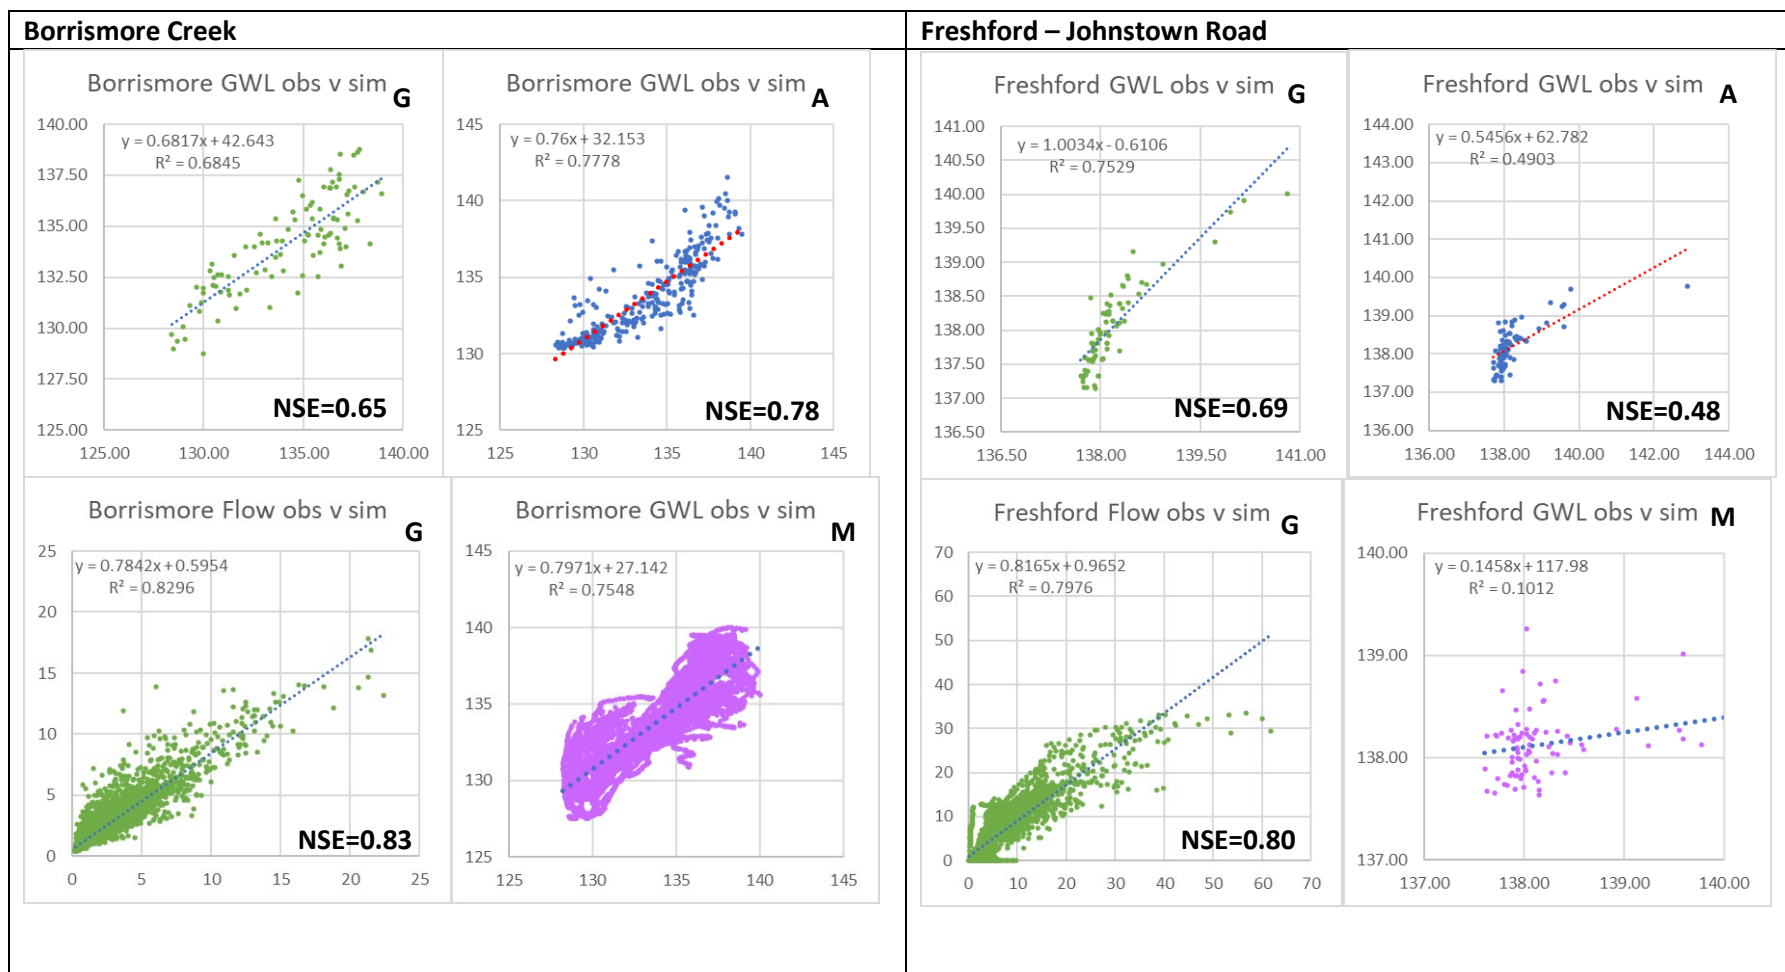 Borrismore Creek
Freshford – Johnstown Road
Borrismore GWL obs v sim G
y = 0.6817x + 42.643
R² = 0.6845
140.00
137.50
135.00
132.50
130.00
127.50
125.00
NSE=0.65
125.00 130.00 135.00 140.00
Borrismore GWL obs v sim A
y = 0.76x + 32.153
R² = 0.7778
145
140
135
130
125
NSE=0.78
125 130 135 140 145
Freshford GWL obs v sim G
y = 1.0034x - 0.6106
R² = 0.7529
141.00
140.50
140.00
139.50
139.00
138.50
138.00
137.50
137.00
136.50
NSE=0.69
136.50 138.00 139.50 141.00
Freshford GWL obs v sim A
y = 0.5456x + 62.782
R² = 0.4903
144.00
143.00
142.00
141.00
140.00
139.00
138.00
137.00
136.00
NSE=0.48
136.00 138.00 140.00 142.00 144.00
Borrismore Flow obs v sim G
y = 0.7842x + 0.5954
R² = 0.8296
25
20
15
10
5
0
NSE=0.83
0 5 10 15 20 25
Borrismore GWL obs v sim M
y = 0.7971x + 27.142
R² = 0.7548
145
140
135
130
125
125 130 135 140 145
Freshford Flow obs v sim G
y = 0.8165x + 0.9652
R² = 0.7976
70
60
50
40
30
20
10
0
NSE=0.80
0 10 20 30 40 50 60 70
Freshford GWL obs v sim M
y = 0.1458x + 117.98
R² = 0.1012
140.00
139.00
138.00
137.00
137.00 138.00 139.00 140.00